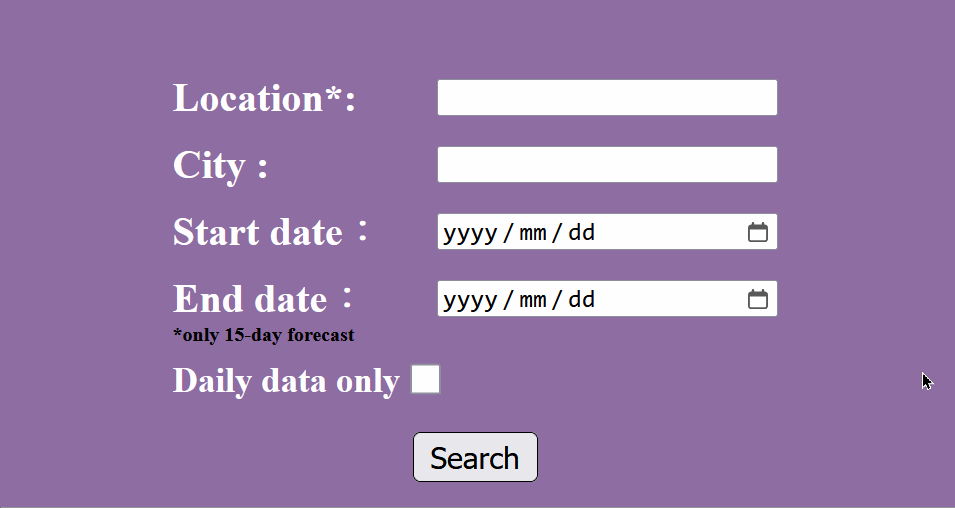 Location*:
City :
Start date： yyyy/mm/dd
End date： yyyy/mm/dd
*only 15-day forecast
Daily data only
Search